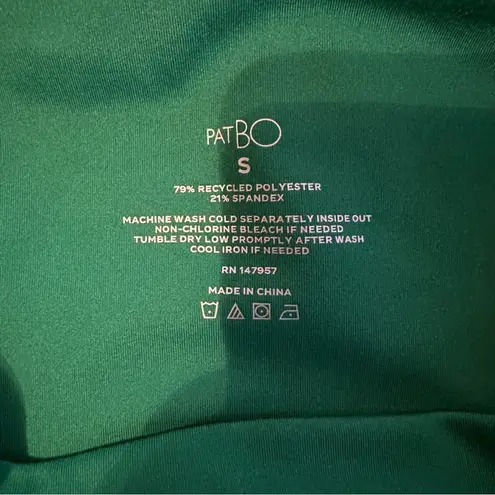 PATBO
S
79% RECYCLED POLYESTER
21% SPANDEX
MACHINE WASH COLD SEPARATELY INSIDE OUT
NON-CHLORINE BLEACH IF NEEDED
TUMBLE DRY LOW PROMPTLY AFTER WASH
COOL IRON IF NEEDED
RN 147957
MADE IN CHINA